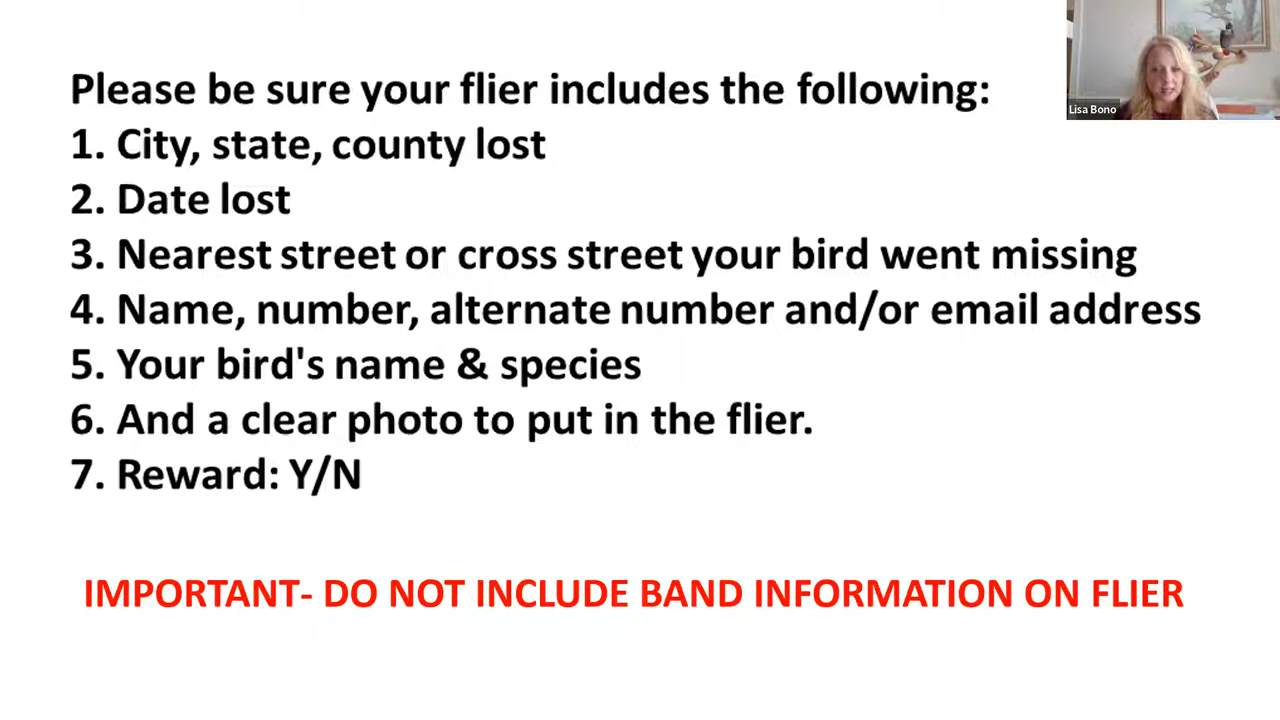 Please be sure your flier includes the following:
1. City, state, county lost
2. Date lost
3. Nearest street or cross street your bird went missing
4. Name, number, alternate number and/or email address
5. Your bird's name & species
6. And a clear photo to put in the flier.
7. Reward: Y/N
IMPORTANT- DO NOT INCLUDE BAND INFORMATION ON FLIER
Lisa Bono